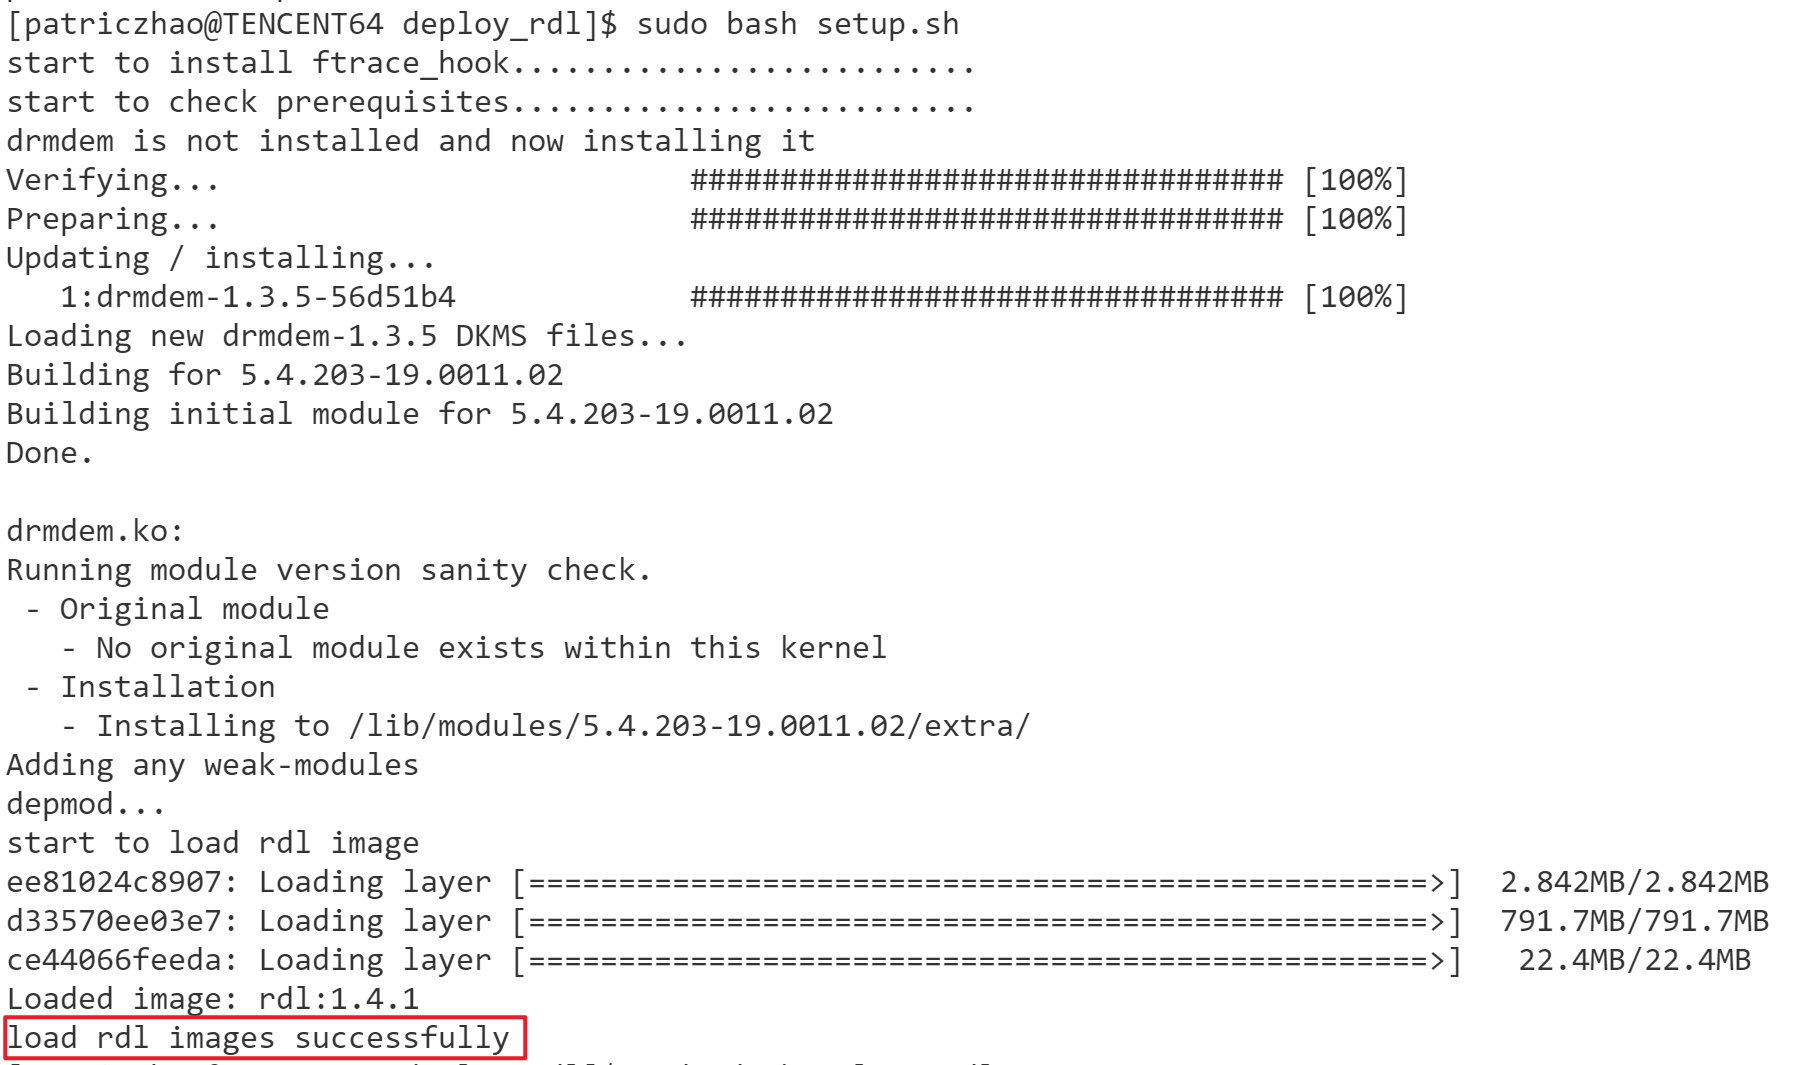 [patriczhao@TENCENT64 deploy_rdl]$ sudo bash setup.sh
start to install ftrace_hook..........................
start to check prerequisites..........................
drmdem is not installed and now installing it
Verifying...                          ################################# [100%]
Preparing...                          ################################# [100%]
Updating / installing...
   1:drmdem-1.3.5-56d51b4             ################################# [100%]
Loading new drmdem-1.3.5 DKMS files...
Building for 5.4.203-19.0011.02
Building initial module for 5.4.203-19.0011.02
Done.

drmdem.ko:
Running module version sanity check.
 - Original module
   - No original module exists within this kernel
 - Installation
   - Installing to /lib/modules/5.4.203-19.0011.02/extra/
Adding any weak-modules
depmod...
start to load rdl image
ee81024c8907: Loading layer [==================================================>]  2.842MB/2.842MB
d33570ee03e7: Loading layer [==================================================>]  791.7MB/791.7MB
ce44066feeda: Loading layer [==================================================>]   22.4MB/22.4MB
Loaded image: rdl:1.4.1
load rdl images successfully